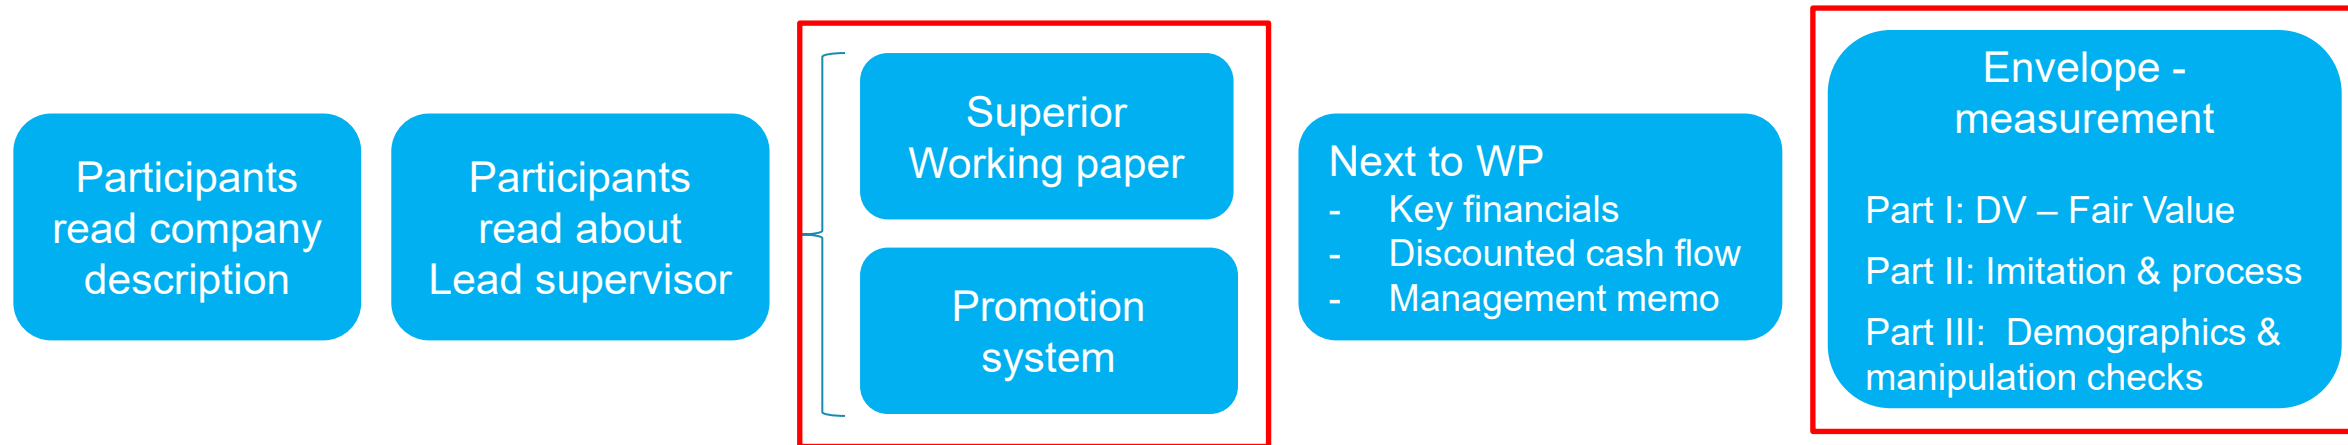 Participants
read company
description
Participants
read about
Lead supervisor
Superior
Working paper
Promotion
system
Next to WP
- Key financials
- Discounted cash flow
- Management memo
Envelope -
measurement
Part I: DV – Fair Value
Part II: Imitation & process
Part III:  Demographics &
manipulation checks